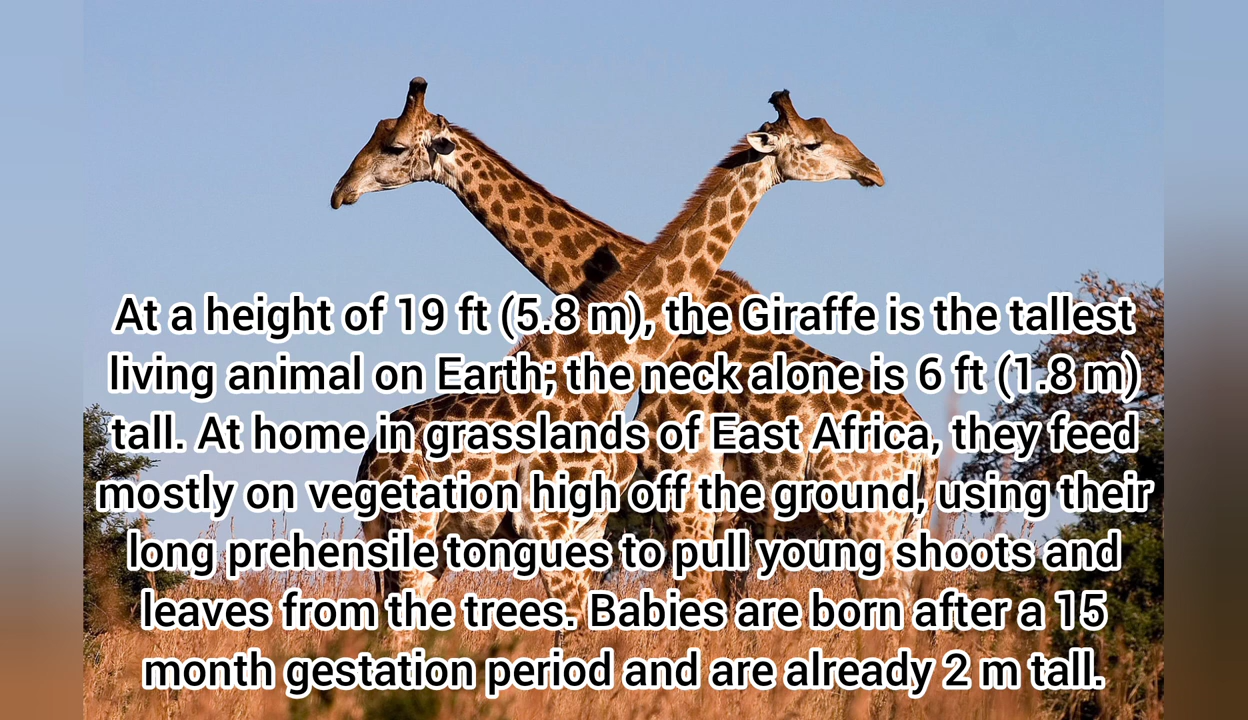 At a height of 19 ft (5.8 m), the Giraffe is the tallest
living animal on Earth; the neck alone is 6 ft (1.8 m)
tall. At home in grasslands of East Africa, they feed
mostly on vegetation high off the ground, using their
long prehensile tongues to pull young shoots and
leaves from the trees. Babies are born after a 15
month gestation period and are already 2 m tall.